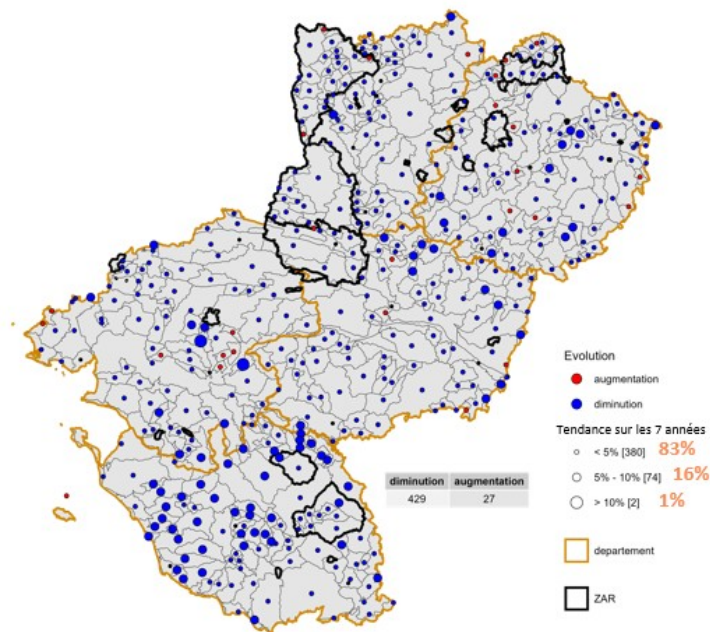 Evolution
augmentation
diminution
Tendance sur les 7 années
< 5% [380] 83%
5% - 10% [74] 16%
> 10% [2] 1%
diminution augmentation
429 27
departement
ZAR